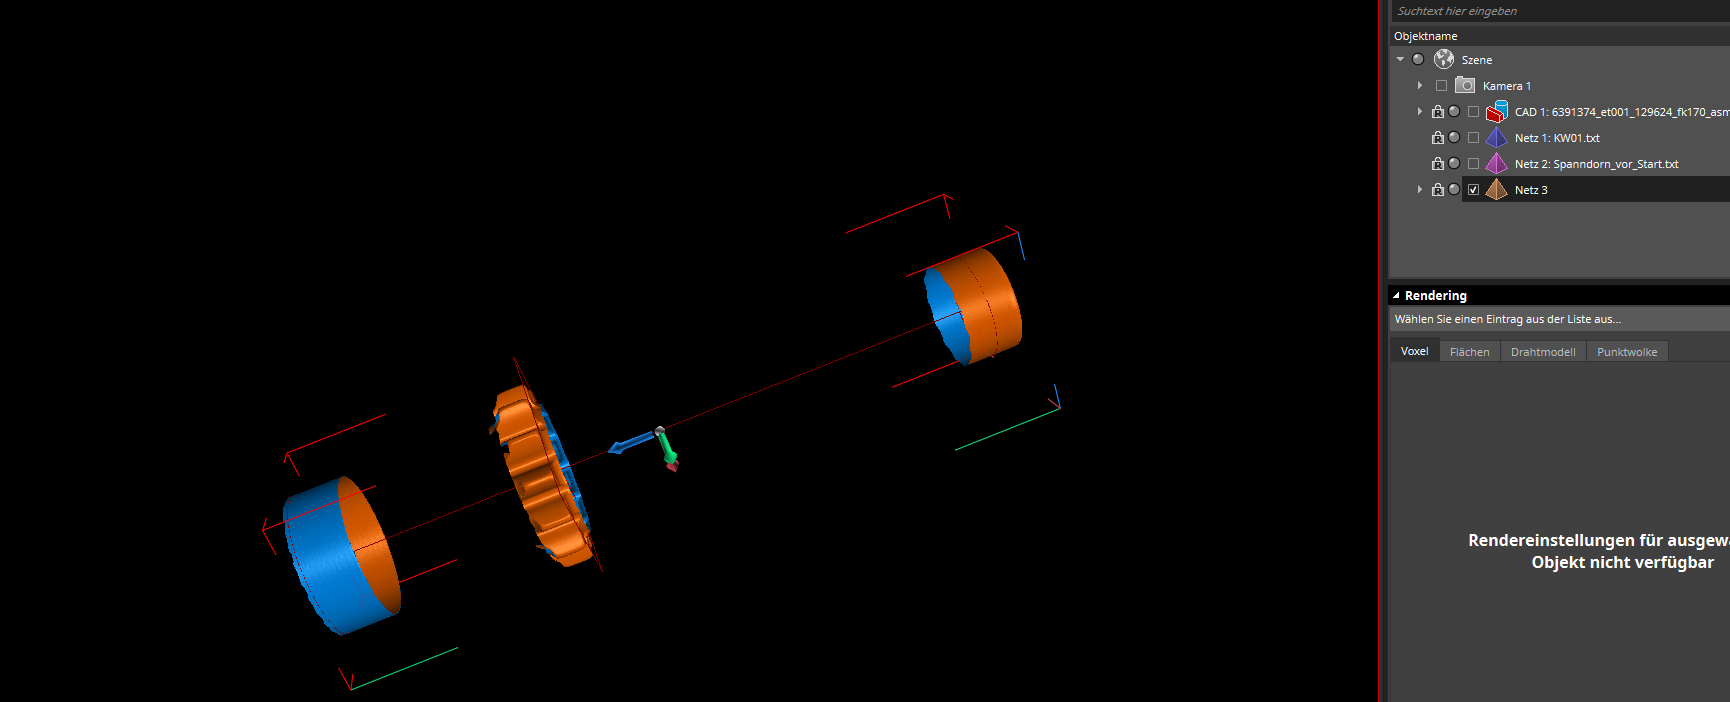 Suchtext hier eingeben
Objektname
Szene
Kamera 1
CAD 1: 6391374_et001_129624_fk170_asm
Netz 1: KW01.txt
Netz 2: Spanndorn_vor_Start.txt
Netz 3
Rendering
Wählen Sie einen Eintrag aus der Liste aus...
Voxel Flächen Drahtmodell Punktwolke
Rendereinstellungen für ausgewä
Objekt nicht verfügbar